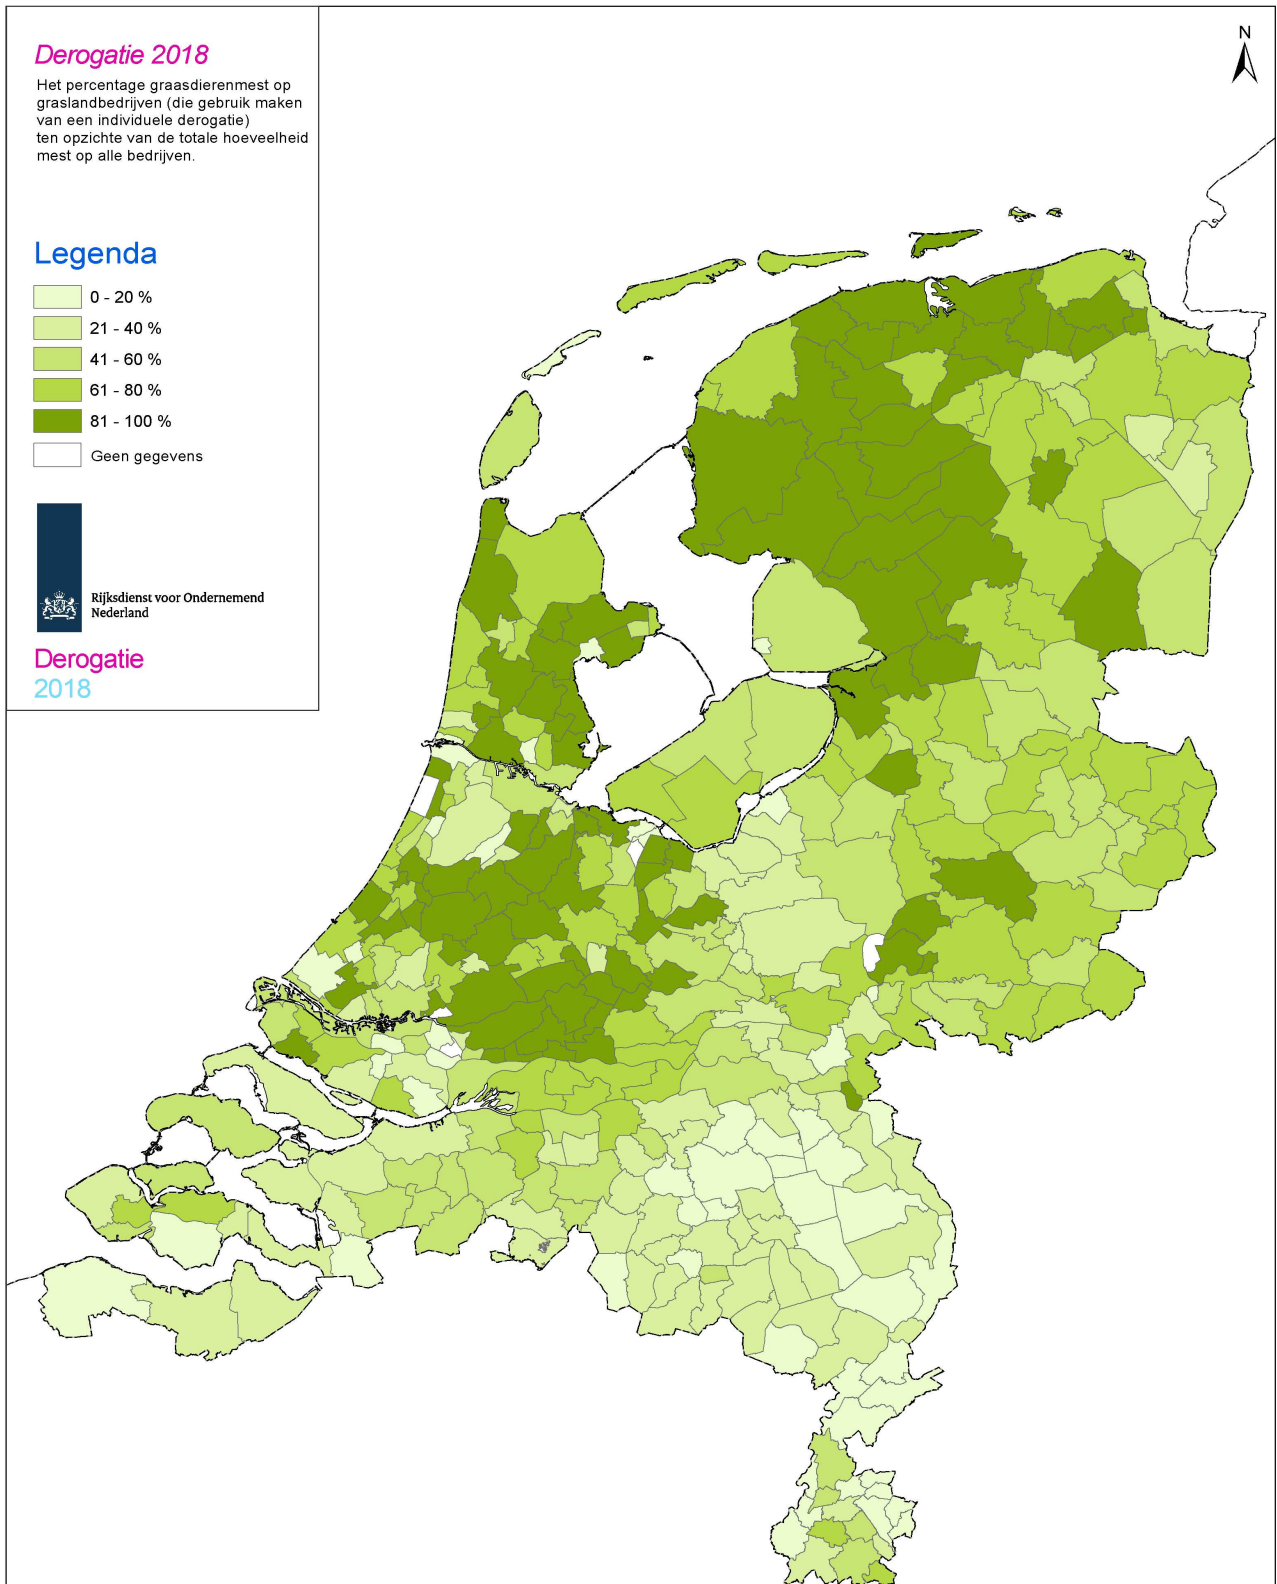 Derogatie 2018
Het percentage graasdierenmest op
graslandbedrijven (die gebruik maken
van een individuele derogatie)
ten opzichte van de totale hoeveelheid
mest op alle bedrijven.
N
Legenda
0 - 20 %
21 - 40 %
41 - 60 %
61 - 80 %
81 - 100 %
Geen gegevens
Rijksdienst voor Ondernemend
Nederland
Derogatie
2018